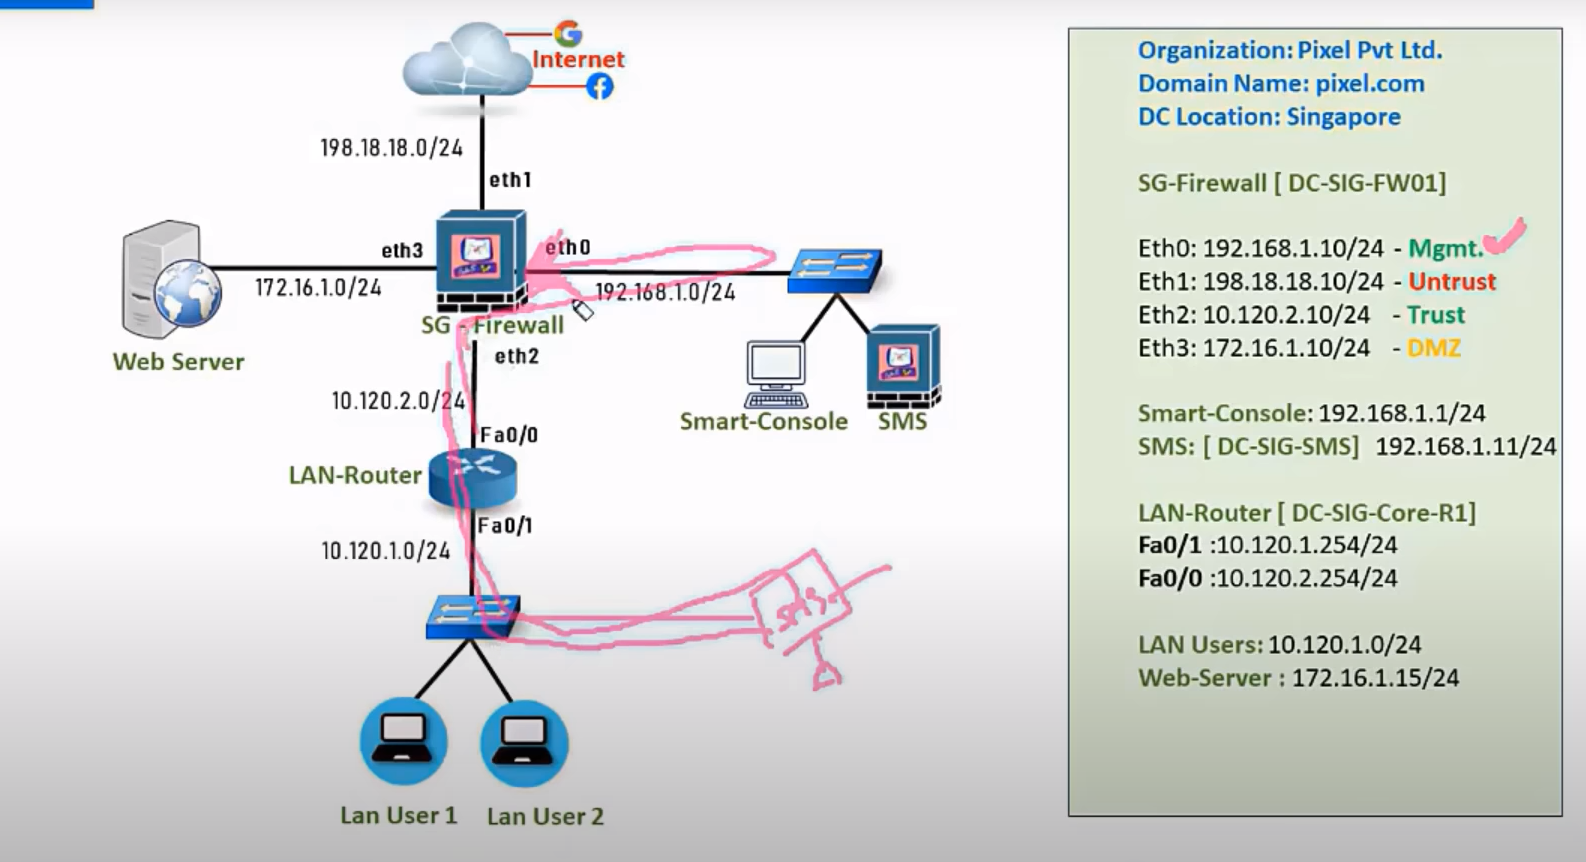 Internet
198.18.18.0/24
eth1
eth3
eth0
172.16.1.0/24
192.168.1.0/24
SG - Firewall
Web Server
eth2
10.120.2.0/24
Smart-Console
SMS
Fa0/0
LAN-Router
Fa0/1
10.120.1.0/24
SMS
Lan User 1
Lan User 2
Organization: Pixel Pvt Ltd.
Domain Name: pixel.com
DC Location: Singapore
SG-Firewall [ DC-SIG-FW01]
Eth0: 192.168.1.10/24 - Mgmt.
Eth1: 198.18.18.10/24 - Untrust
Eth2: 10.120.2.10/24 - Trust
Eth3: 172.16.1.10/24 - DMZ
Smart-Console: 192.168.1.1/24
SMS: [ DC-SIG-SMS] 192.168.1.11/24
LAN-Router [ DC-SIG-Core-R1]
Fa0/1 :10.120.1.254/24
Fa0/0 :10.120.2.254/24
LAN Users: 10.120.1.0/24
Web-Server : 172.16.1.15/24